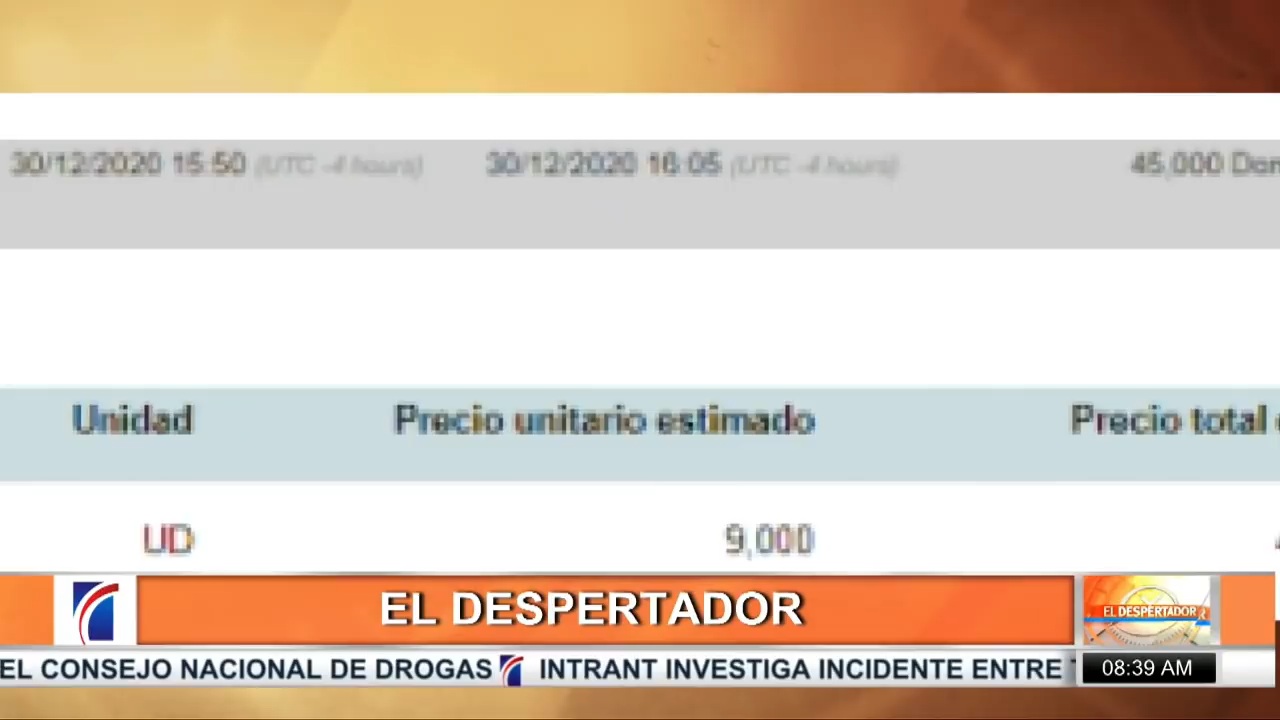 30/12/2020 15:50 (UTC -4 hours) 30/12/2020 16:05 (UTC -4 hours) 45,000
Unidad Precio unitario estimado Precio total
UD 9,000
EL DESPERTADOR
EL DESPERTADOR
EL CONSEJO NACIONAL DE DROGAS INTRANT INVESTIGA INCIDENTE ENTRE 08:39 AM